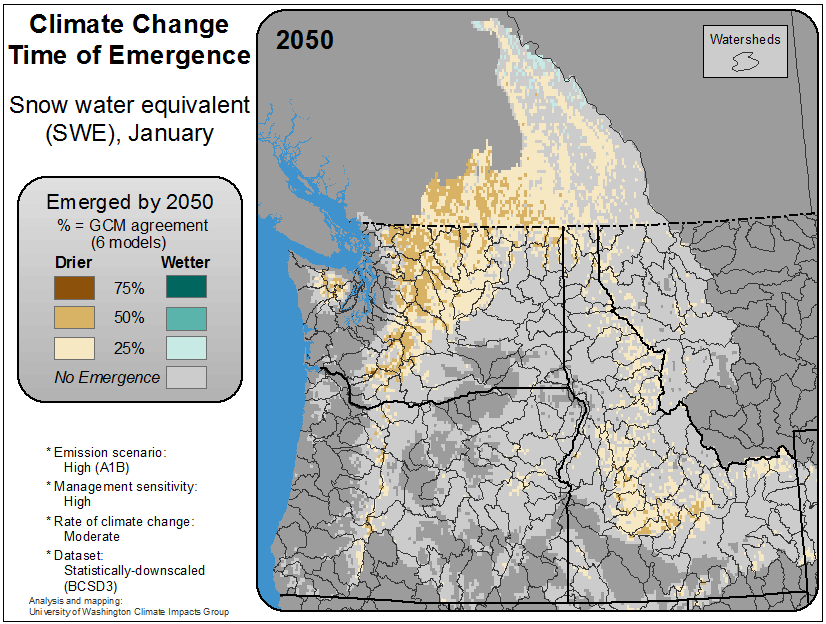 Climate Change
Time of Emergence
Snow water equivalent
(SWE), January
Emerged by 2050
% = GCM agreement
(6 models)
Drier Wetter
75%
50%
25%
No Emergence
* Emission scenario:
High (A1B)
* Management sensitivity:
High
* Rate of climate change:
Moderate
* Dataset:
Statistically-downscaled
(BCSD3)
Analysis and mapping:
University of Washington Climate Impacts Group
2050
Watersheds